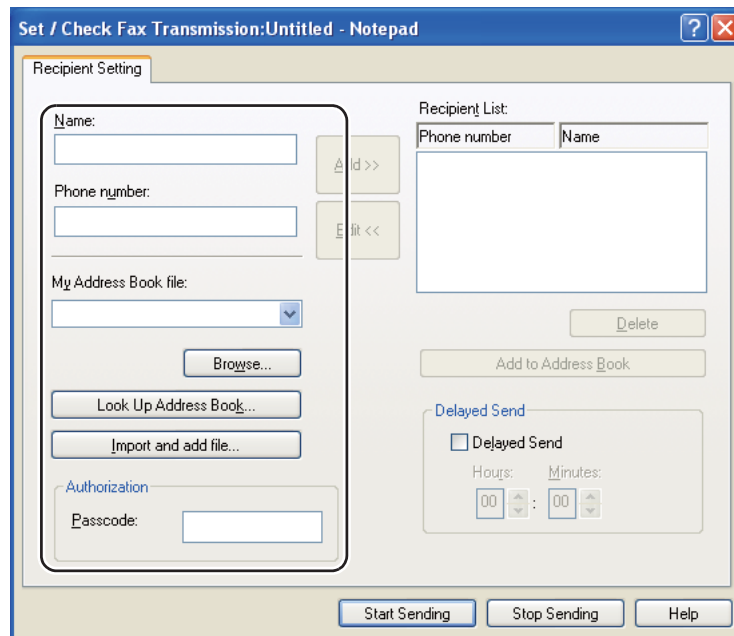 Set / Check Fax Transmission:Untitled - Notepad
Recipient Setting
Name:
Phone number:
My Address Book file:
Browse...
Look Up Address Book...
Import and add file...
Authorization
Passcode:
Add >>
Edit <<
Recipient List:
Phone number Name
Delete
Add to Address Book
Delayed Send
Delayed Send
Hours: Minutes:
00 : 00
Start Sending Stop Sending Help